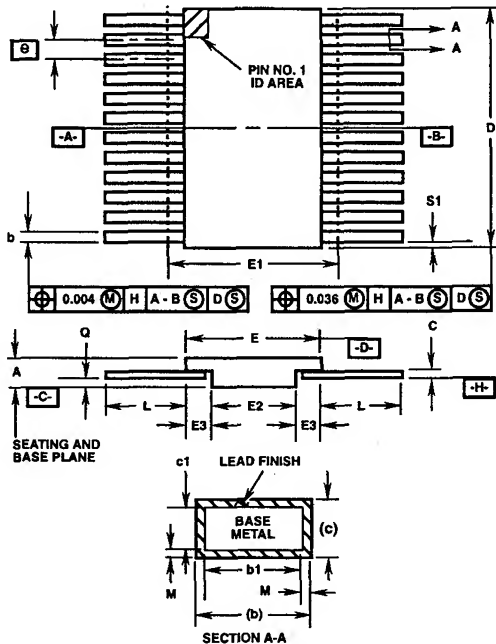 e
A
A
PIN NO. 1
ID AREA
D
-A-
-B-
S1
b
E1
⌖ 0.004 Ⓜ H A - B Ⓢ D Ⓢ
⌖ 0.036 Ⓜ H A - B Ⓢ D Ⓢ
Q
E
-D-
C
A
-C-
-H-
L
E2
L
E3
E3
SEATING AND
BASE PLANE
c1
LEAD FINISH
BASE
METAL
(c)
b1
M
M
(b)
SECTION A-A